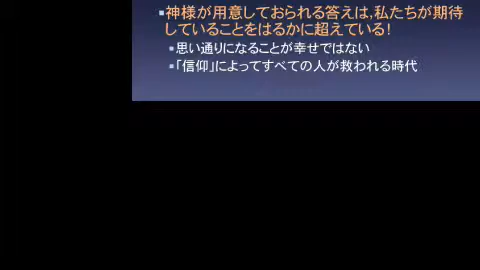 ▪神様が用意しておられる答えは,私たちが期待
していることをはるかに超えている!
▪思い通りになることが幸せではない
▪「信仰」によってすべての人が救われる時代